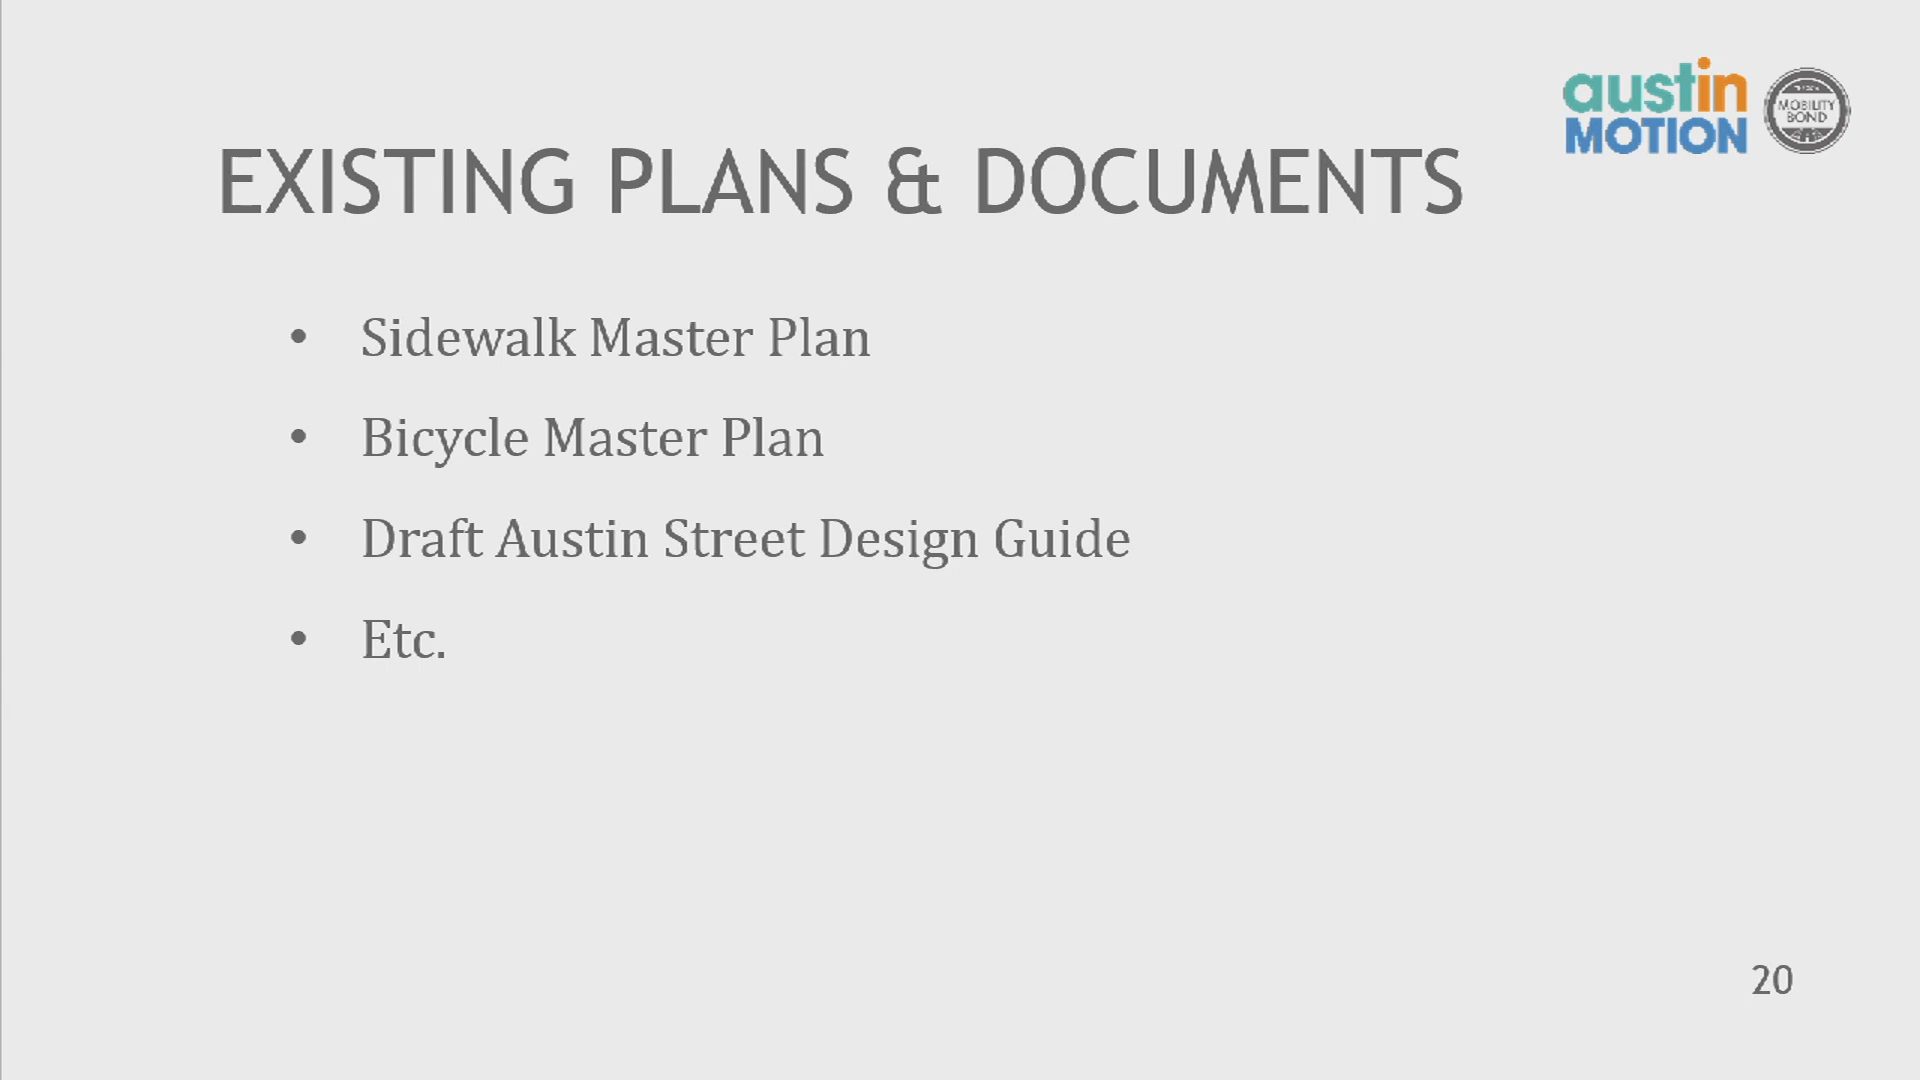 austin
MOTION
MOBILITY
BOND
EXISTING PLANS & DOCUMENTS
• Sidewalk Master Plan
• Bicycle Master Plan
• Draft Austin Street Design Guide
• Etc.
20